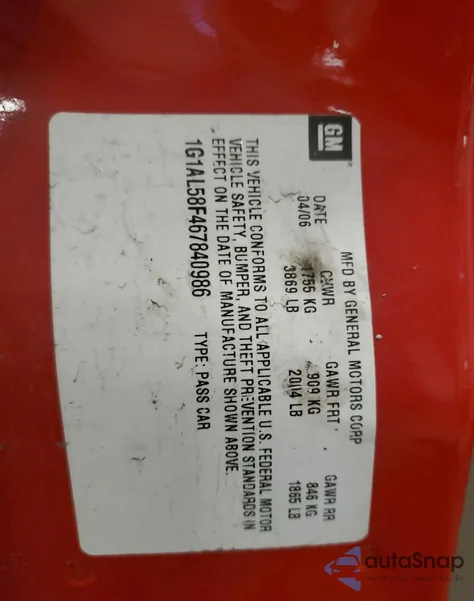 GM
MFD BY GENERAL MOTORS CORP
DATE GVWR GAWR FRT GAWR RR
04/06 1755 KG 909 KG 846 KG
3869 LB 2004 LB 1865 LB
THIS VEHICLE CONFORMS TO ALL APPLICABLE U.S. FEDERAL MOTOR
VEHICLE SAFETY, BUMPER, AND THEFT PREVENTION STANDARDS IN
EFFECT ON THE DATE OF MANUFACTURE SHOWN ABOVE.
1G1AL58F467840986 TYPE: PASS CAR
autaSnap